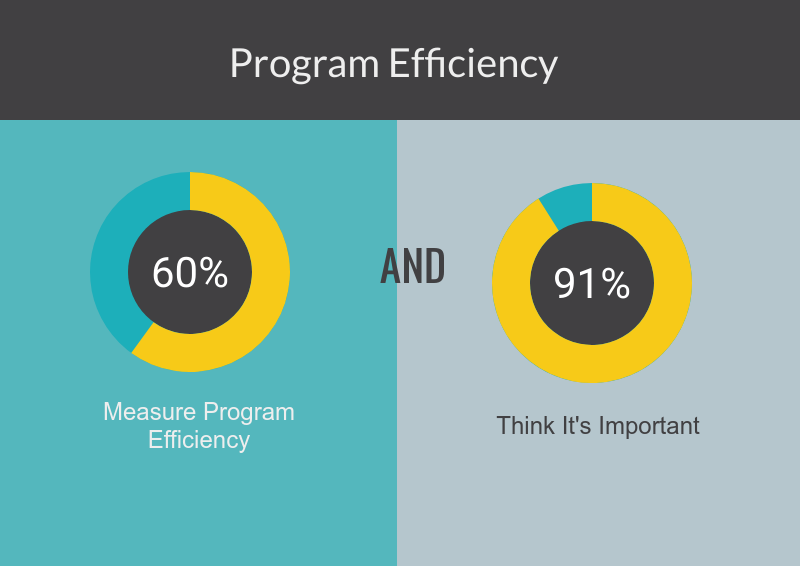 Program Efficiency
60%
AND
91%
Measure Program
Efficiency
Think It's Important